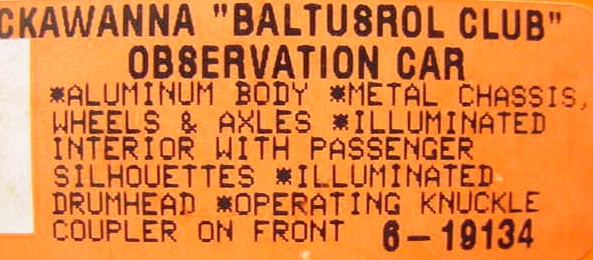 CKAWANNA "BALTUSROL CLUB"
OBSERVATION CAR
*ALUMINUM BODY *METAL CHASSIS,
WHEELS & AXLES *ILLUMINATED
INTERIOR WITH PASSENGER
SILHOUETTES *ILLUMINATED
DRUMHEAD *OPERATING KNUCKLE
COUPLER ON FRONT 6-19134